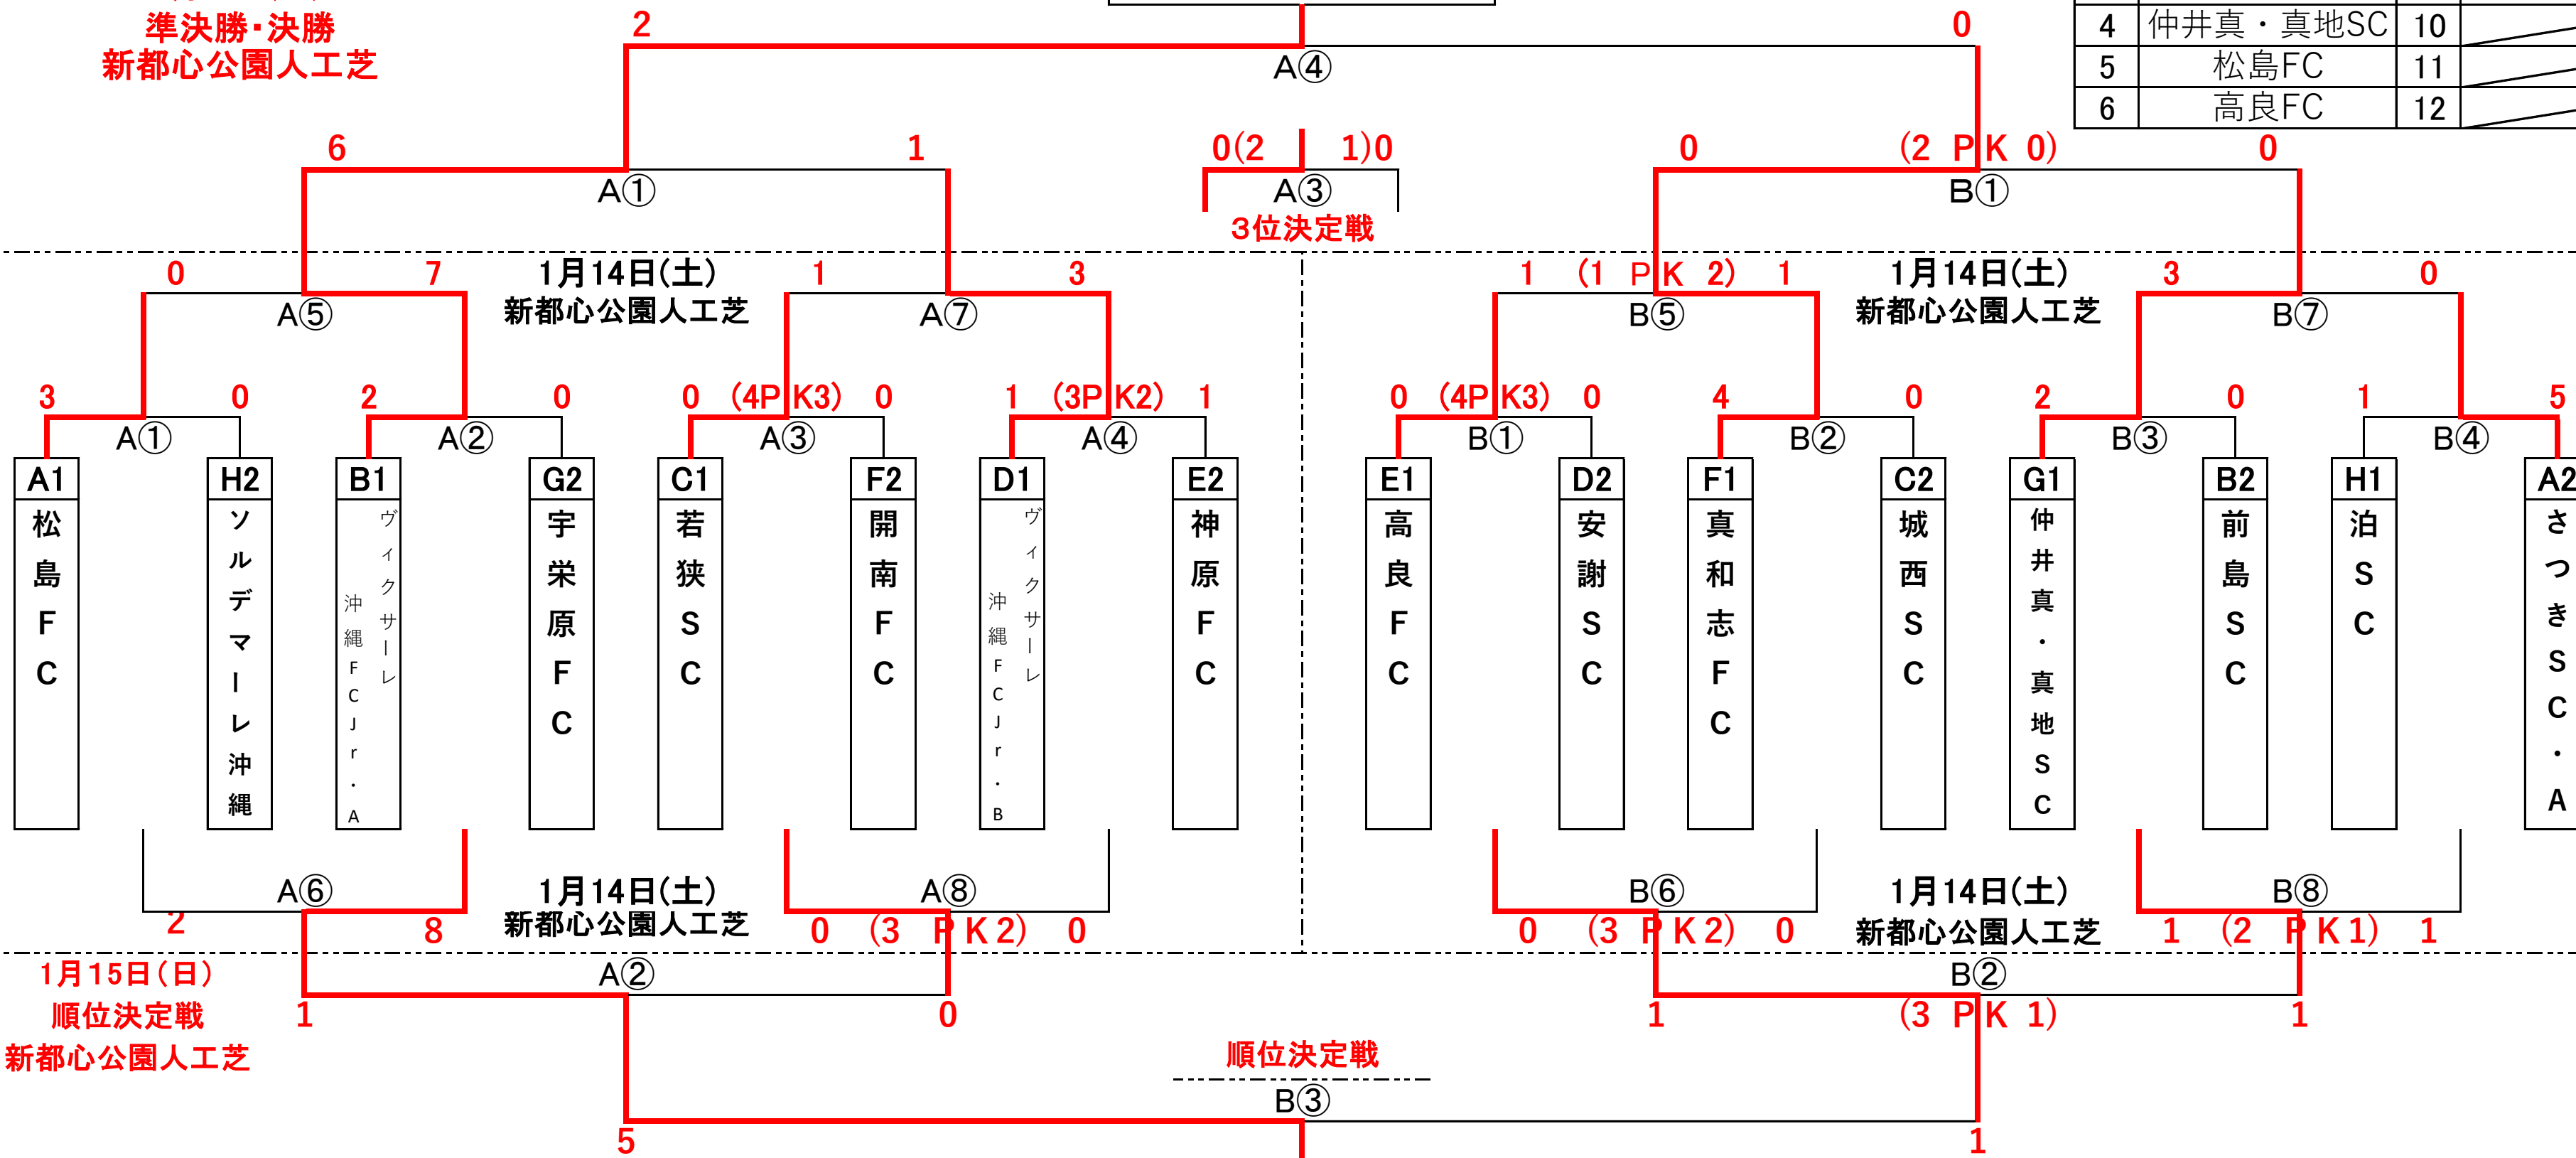 準決勝・決勝
新都心公園人工芝
2
0
A④
4 仲井真・真地SC 10
5 松島FC 11
6 高良FC 12
6
1
0(2 1)0
0 (2 PK 0) 0
A①
A③
B①
3位決定戦
0 7
1月14日(土)
1 3
1 (1 PK 2) 1
1月14日(土)
3 0
A⑤
新都心公園人工芝
A⑦
B⑤
新都心公園人工芝
B⑦
3 0 2 0 0 (4PK3) 0 1 (3PK2) 1 0 (4PK3) 0 4 0 2 0 1 5
A① A② A③ A④ B① B② B③ B④
A1 H2 B1 G2 C1 F2 D1 E2 E1 D2 F1 C2 G1 B2 H1 A2
松島FC
ソルデマーレ沖縄
ヴィクサーレ
沖縄FCJr.A
宇栄原FC
若狭SC
開南FC
ヴィクサーレ
沖縄FCJr.B
神原FC
高良FC
安謝SC
真和志FC
城西SC
仲井真・真地SC
前島SC
泊SC
さつきSC・A
A⑥
1月14日(土)
A⑧
B⑥
1月14日(土)
B⑧
2 8
新都心公園人工芝
0 (3 PK2) 0
0 (3 PK2) 0
新都心公園人工芝
1 (2 PK1) 1
1月15日(日)
A②
B②
順位決定戦
1 0
1 (3 PK 1) 1
新都心公園人工芝
順位決定戦
B③
5 1